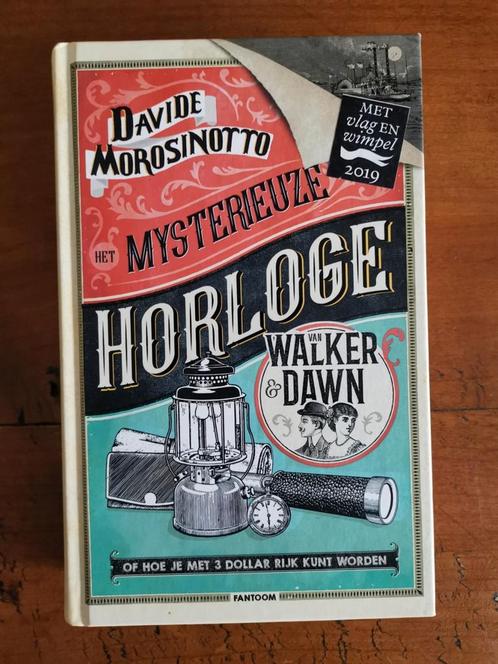 DAVIDE
MOROSINOTTO
MET
vlag EN
wimpel
2019
HET MYSTERIEUZE
HORLOGE
VAN
WALKER
& DAWN
OF HOE JE MET 3 DOLLAR RIJK KUNT WORDEN
FANTOOM